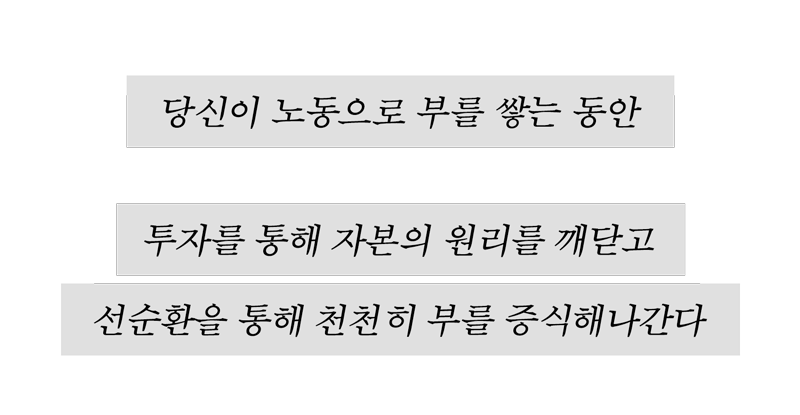 당신이 노동으로 부를 쌓는 동안
투자를 통해 자본의 원리를 깨닫고
선순환을 통해 천천히 부를 증식해나간다